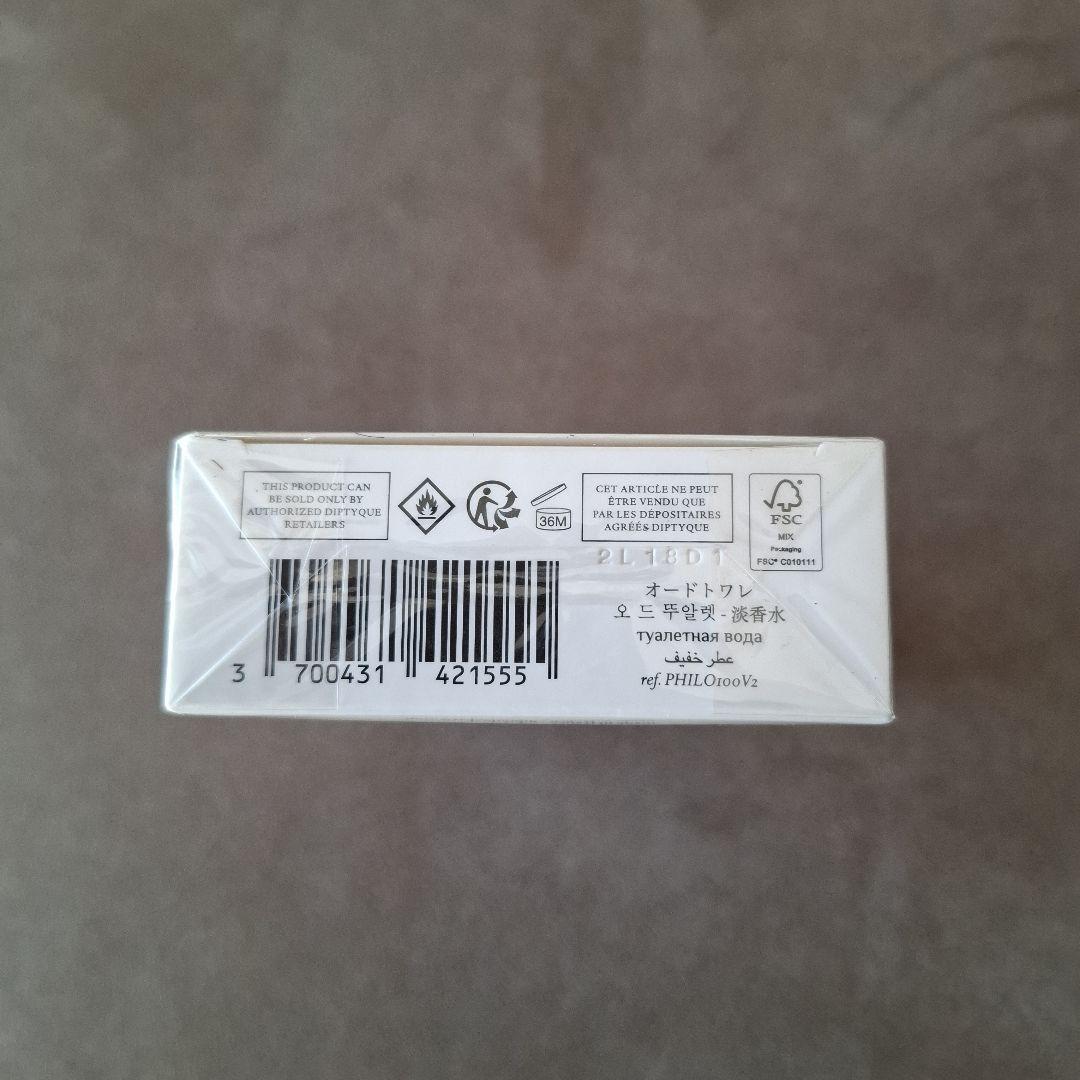 THIS PRODUCT CAN
BE SOLD ONLY BY
AUTHORIZED DIPTYQUE
RETAILERS
36M
CET ARTICLE NE PEUT
ÊTRE VENDU QUE
PAR LES DÉPOSITAIRES
AGRÉÉS DIPTYQUE
FSC
MIX
Packaging
FSC® C010111
2L 18D1
オードトワレ
오 드 뚜알렛 - 淡香水
туалетная вода
عطر خفيف
ref. PHILO100V2
3 700431 421555